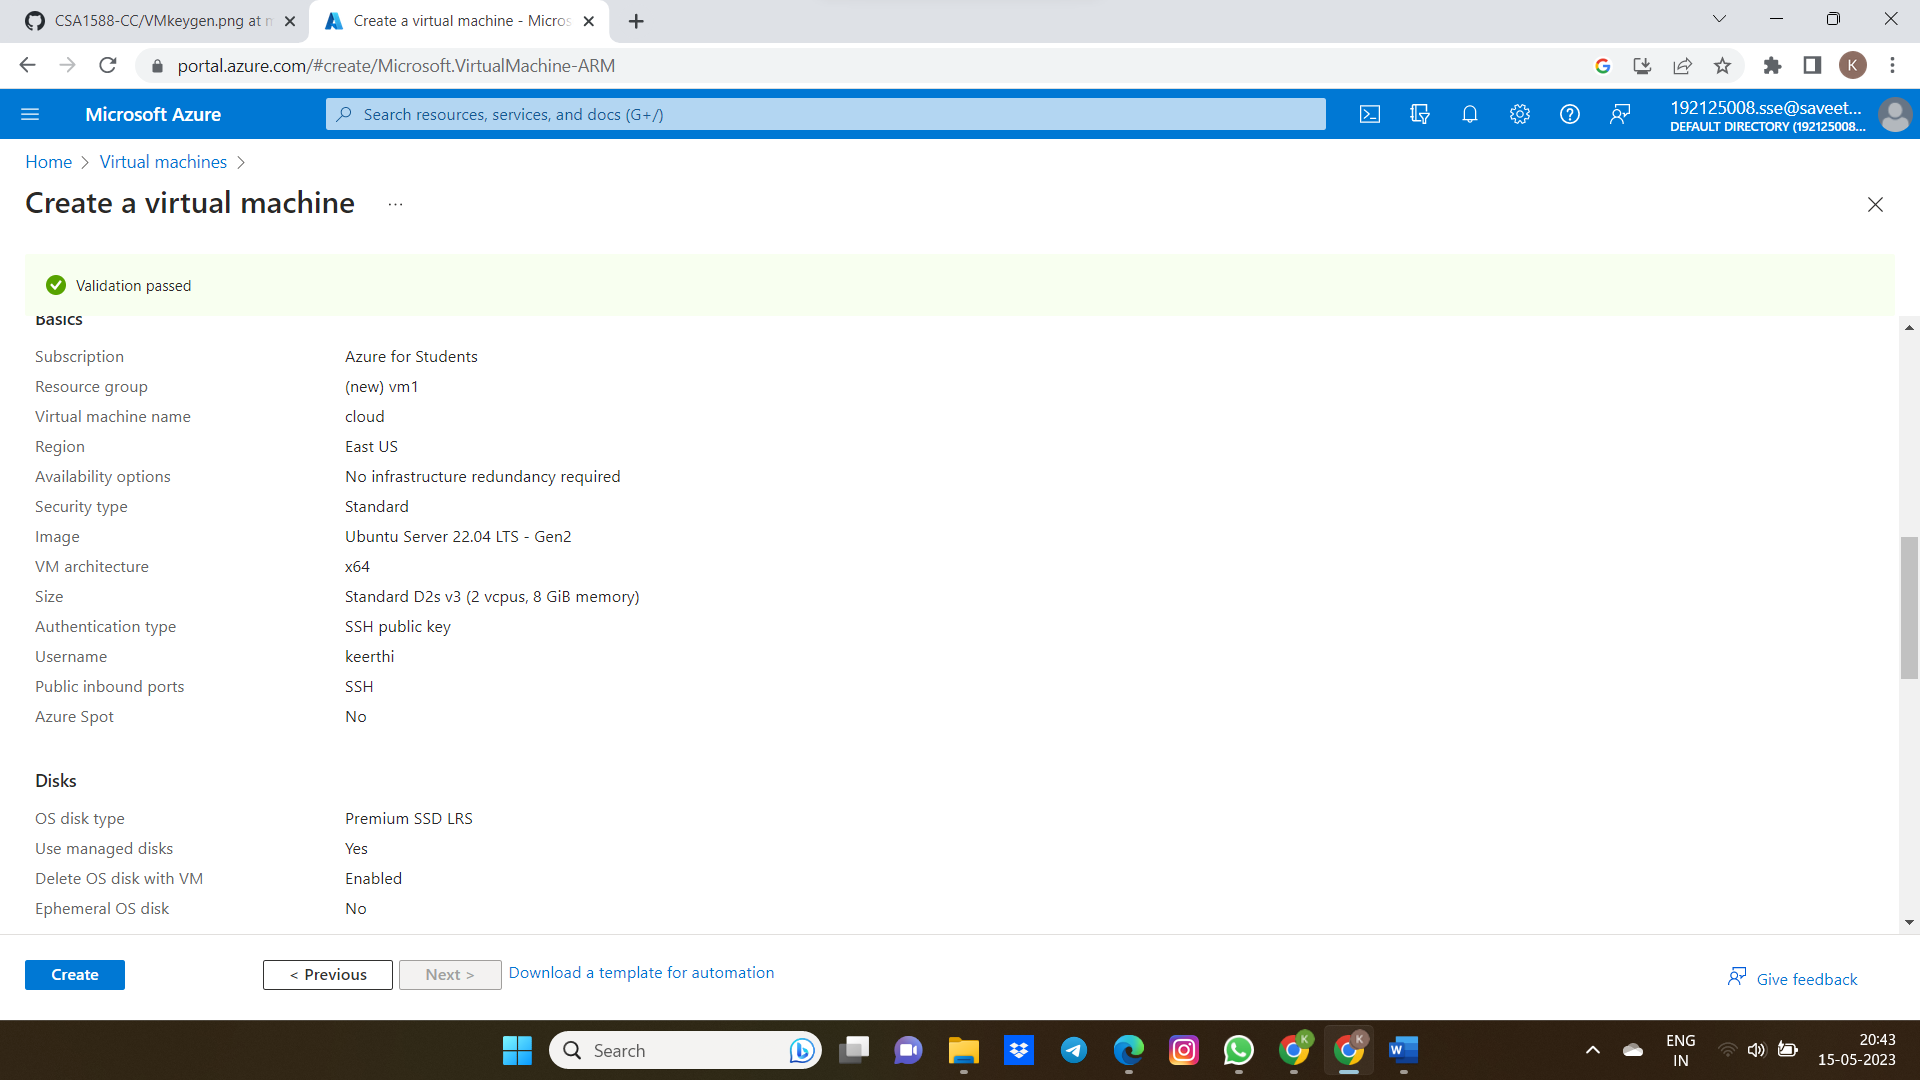 CSA1588-CC/VMkeygen.png at m
Create a virtual machine - Micros
portal.azure.com/#create/Microsoft.VirtualMachine-ARM
K
Microsoft Azure
Search resources, services, and docs (G+/)
192125008.sse@saveet...
DEFAULT DIRECTORY (192125008...
Home > Virtual machines >
Create a virtual machine ...
Validation passed
Basics
Subscription Azure for Students
Resource group (new) vm1
Virtual machine name cloud
Region East US
Availability options No infrastructure redundancy required
Security type Standard
Image Ubuntu Server 22.04 LTS - Gen2
VM architecture x64
Size Standard D2s v3 (2 vcpus, 8 GiB memory)
Authentication type SSH public key
Username keerthi
Public inbound ports SSH
Azure Spot No
Disks
OS disk type Premium SSD LRS
Use managed disks Yes
Delete OS disk with VM Enabled
Ephemeral OS disk No
Create
< Previous
Next >
Download a template for automation
Give feedback
Search
K
K
W
ENG
IN
20:43
15-05-2023